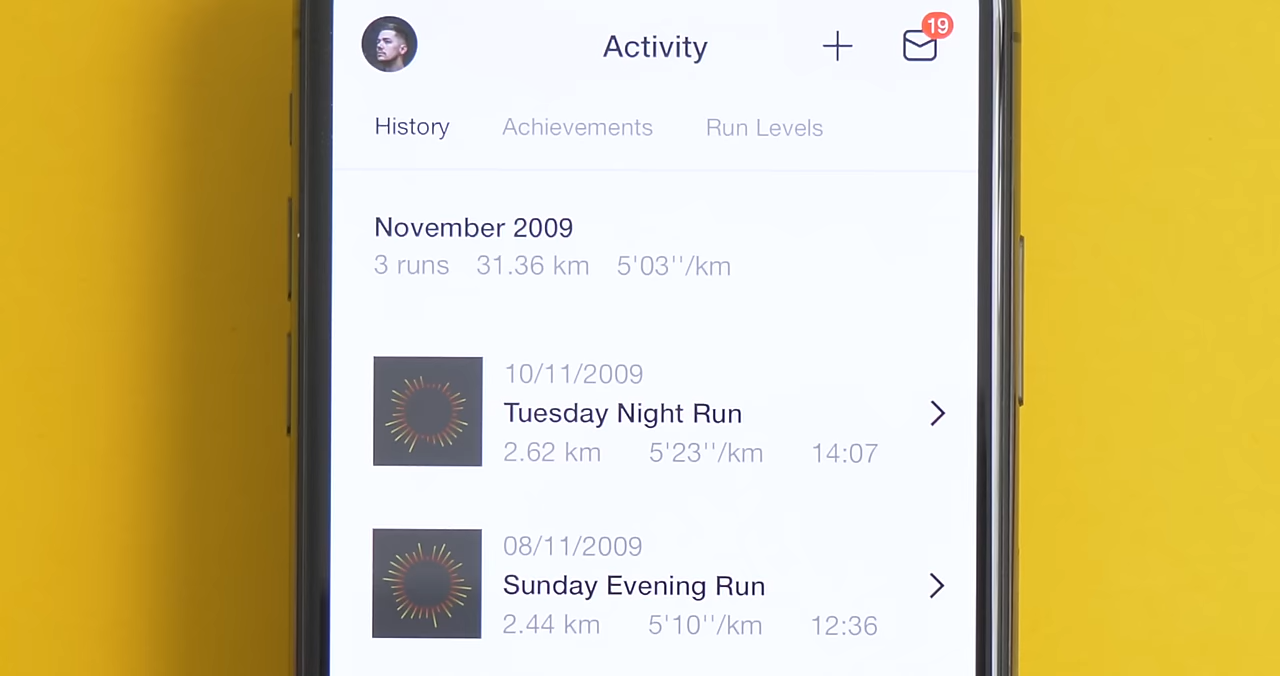 Activity 19
History Achievements Run Levels
November 2009
3 runs 31.36 km 5'03''/km
10/11/2009
Tuesday Night Run
2.62 km 5'23''/km 14:07
08/11/2009
Sunday Evening Run
2.44 km 5'10''/km 12:36